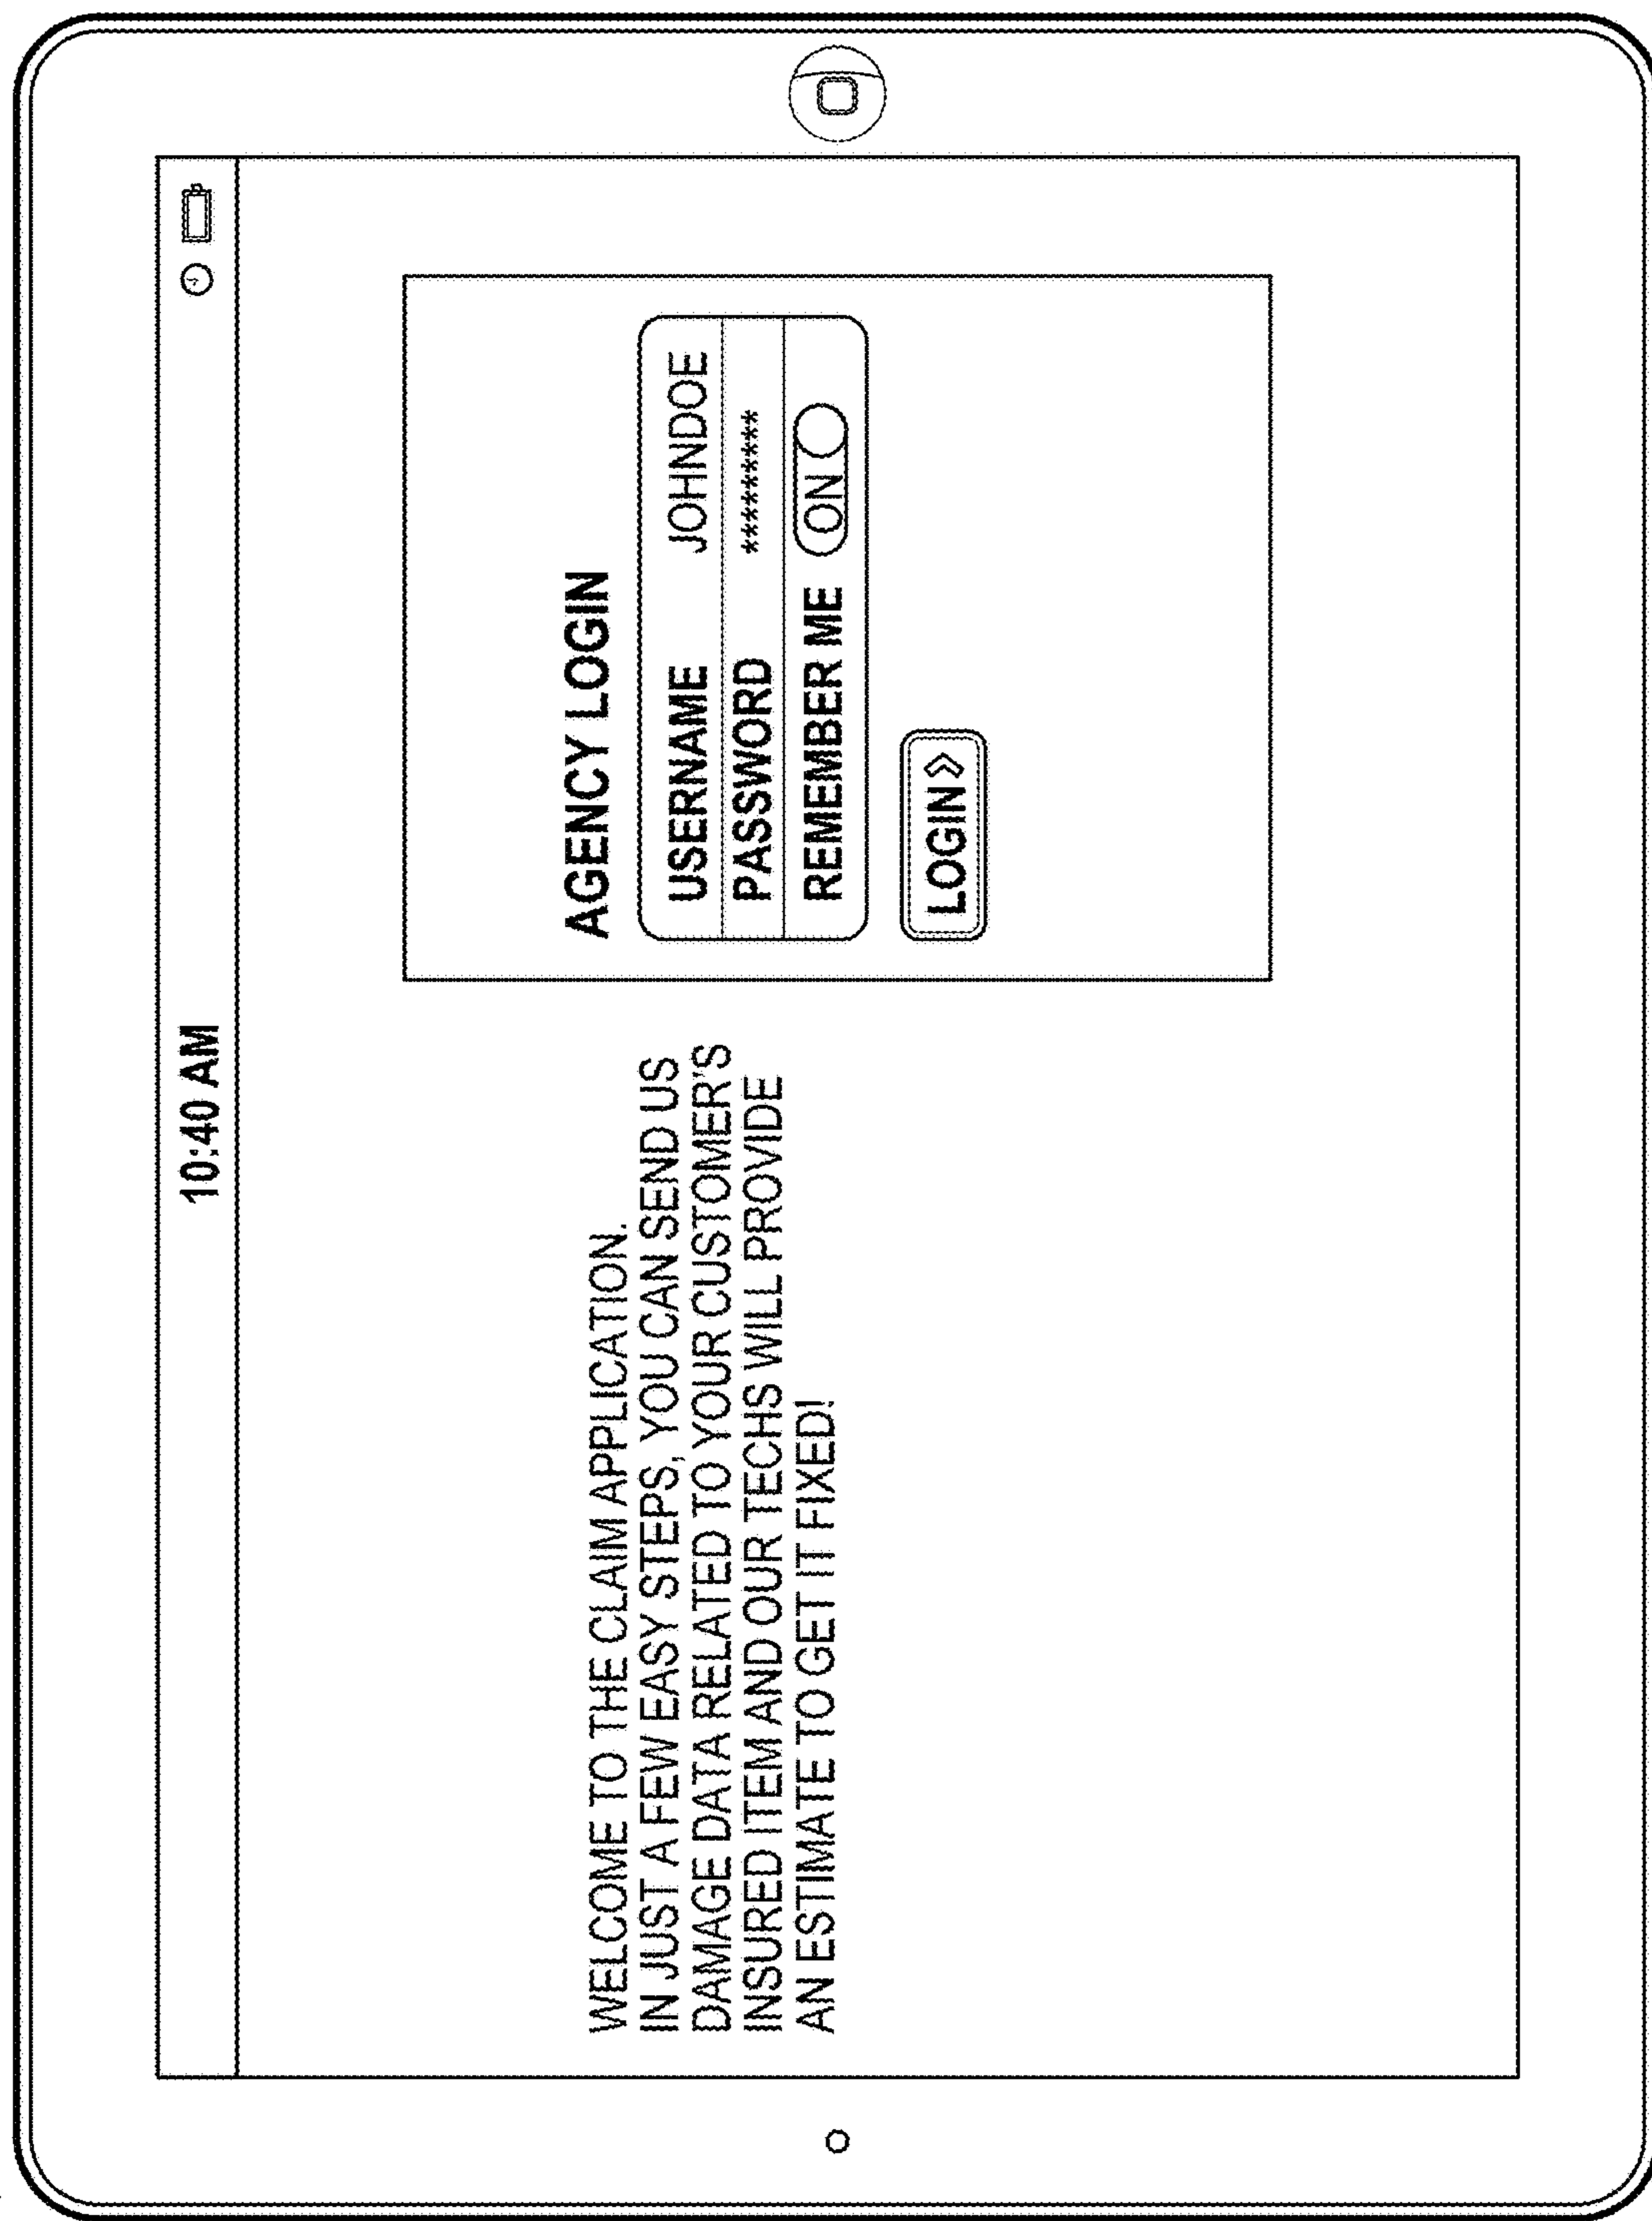 10:40 AM
WELCOME TO THE CLAIM APPLICATION.
IN JUST A FEW EASY STEPS, YOU CAN SEND US
DAMAGE DATA RELATED TO YOUR CUSTOMER'S
INSURED ITEM AND OUR TECHS WILL PROVIDE
AN ESTIMATE TO GET IT FIXED!
AGENCY LOGIN
USERNAME JOHNDOE
PASSWORD *********
REMEMBER ME ON
LOGIN »